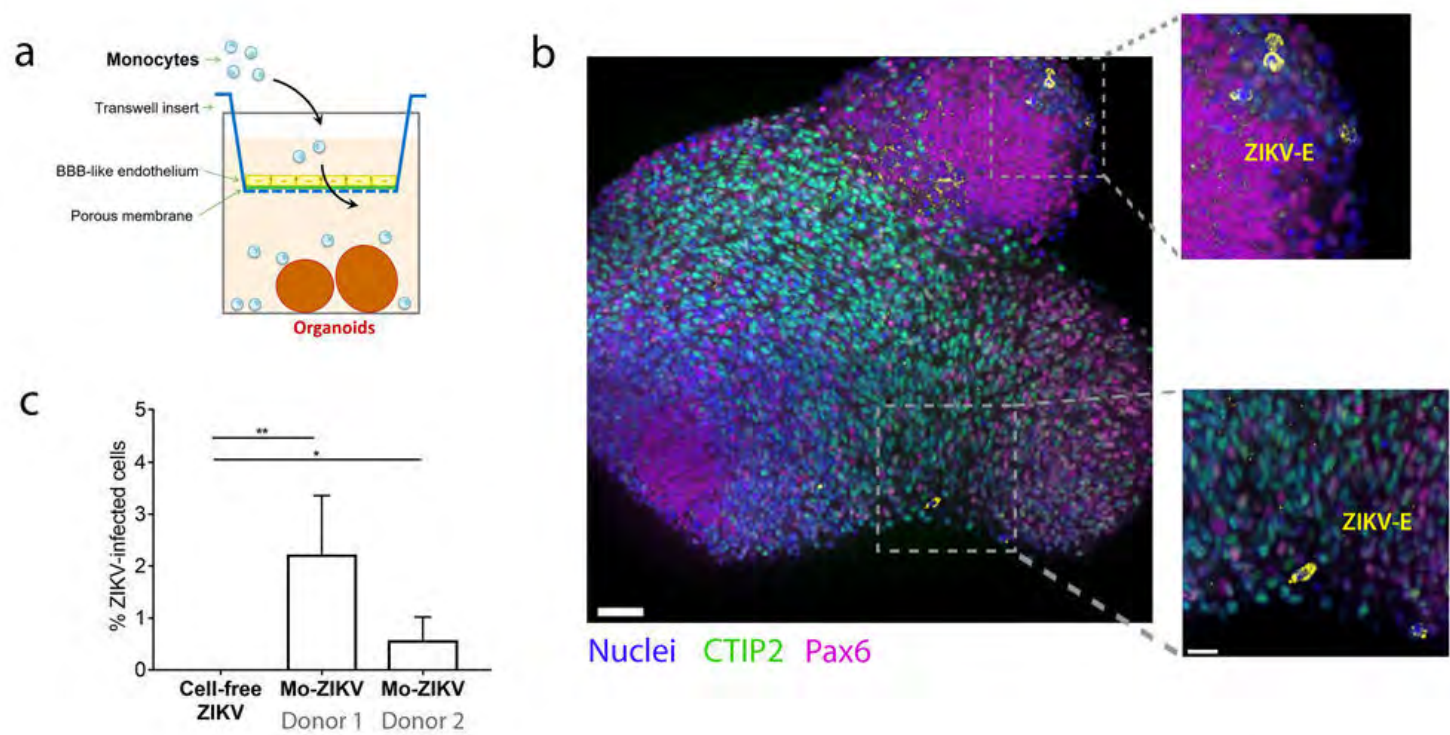 a
Monocytes
Transwell insert
BBB-like endothelium
Porous membrane
Organoids
b
ZIKV-E
ZIKV-E
Nuclei CTIP2 Pax6
c
% ZIKV-infected cells
5
4
3
2
1
0
**
*
Cell-free
ZIKV
Mo-ZIKV
Donor 1
Mo-ZIKV
Donor 2